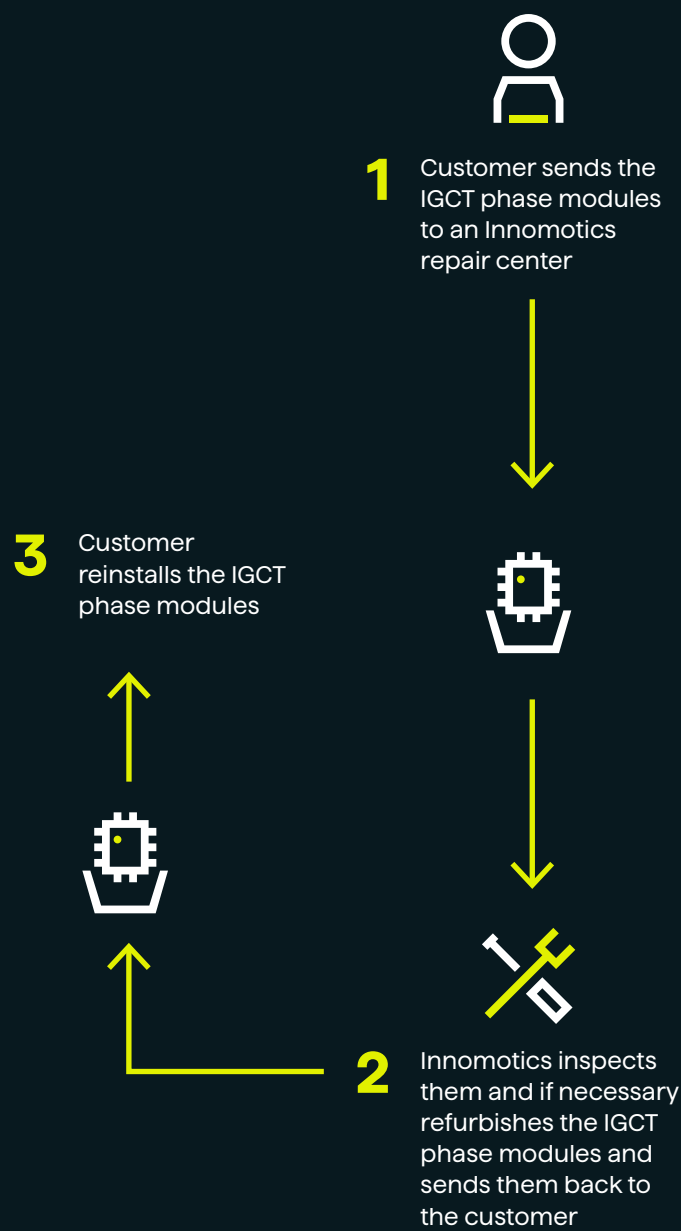 1
Customer sends the
IGCT phase modules
to an Innomotics
repair center
2
Innomotics inspects
them and if necessary
refurbishes the IGCT
phase modules and
sends them back to
the customer
3
Customer
reinstalls the IGCT
phase modules